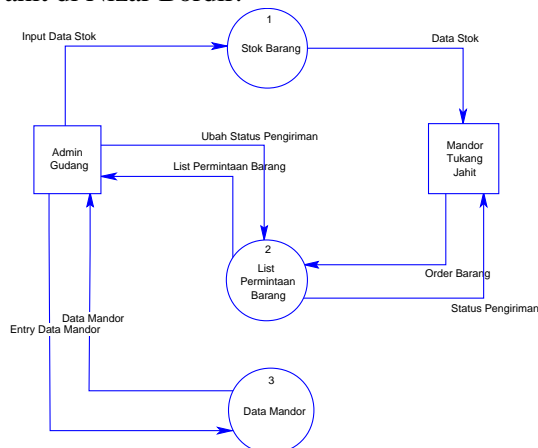 1
Input Data Stok
Stok Barang
Data Stok
Admin
Gudang
Ubah Status Pengiriman
List Permintaan Barang
Mandor
Tukang
Jahit
2
List
Permintaan
Barang
Order Barang
Status Pengiriman
Data Mandor
Entry Data Mandor
3
Data Mandor